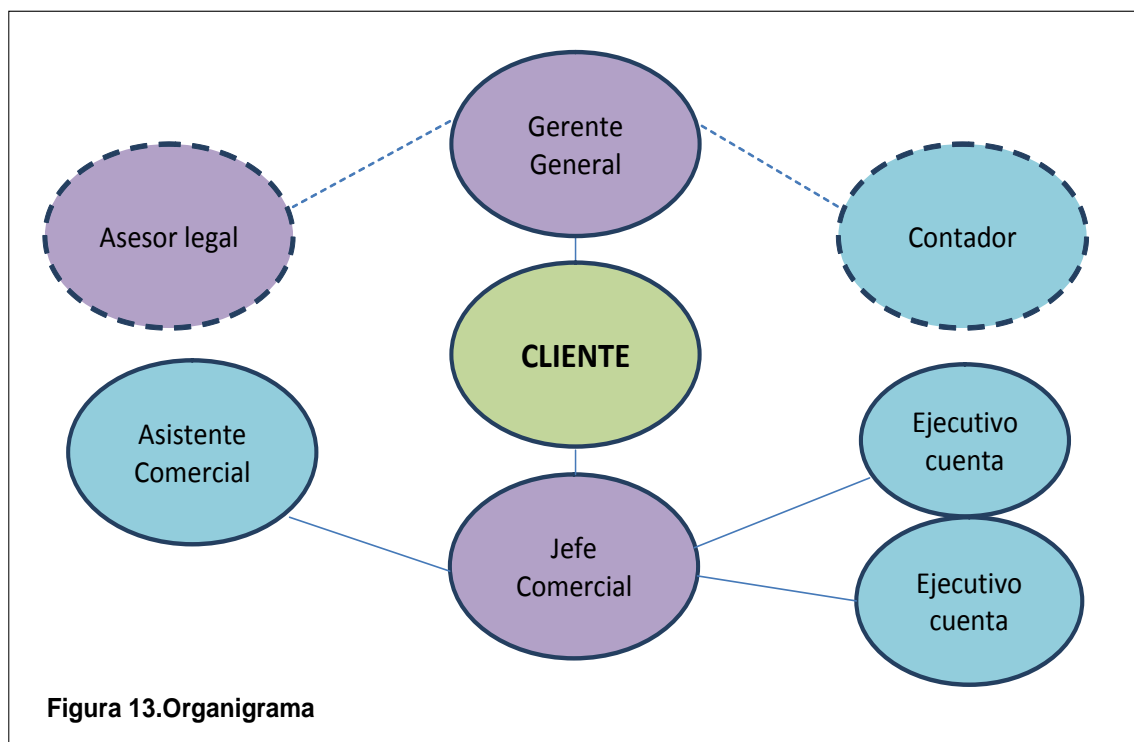 Gerente
General
Asesor legal
Contador
CLIENTE
Asistente
Comercial
Ejecutivo
cuenta
Jefe
Comercial
Ejecutivo
cuenta
Figura 13.Organigrama